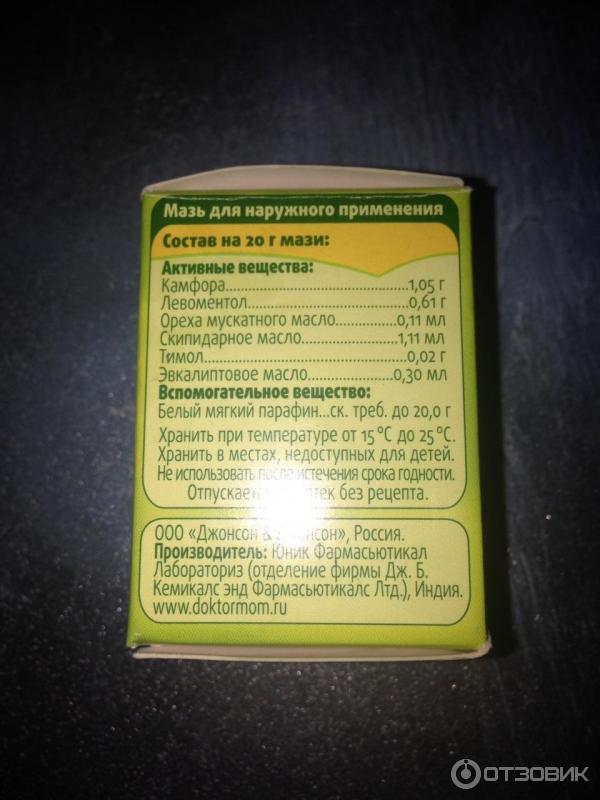 Мазь для наружного применения
Состав на 20 г мази:
Активные вещества:
Камфора.....................1,05 г
Левоментол..................0,61 г
Ореха мускатного масло............0,11 мл
Скипидарное масло.............1,11 мл
Тимол..........................0,02 г
Эвкалиптовое масло............0,30 мл
Вспомогательное вещество:
Белый мягкий парафин...ск. треб. до 20,0 г
Хранить при температуре от 15 °C до 25 °C.
Хранить в местах, недоступных для детей.
Не использовать после истечения срока годности.
Отпускается из аптек без рецепта.
ООО «Джонсон & Джонсон», Россия.
Производитель: Юник Фармасьютикал
Лабораториз (отделение фирмы Дж. Б.
Кемикалс энд Фармасьютикалс Лтд.), Индия.
www.doktormom.ru
ОТЗОВИК